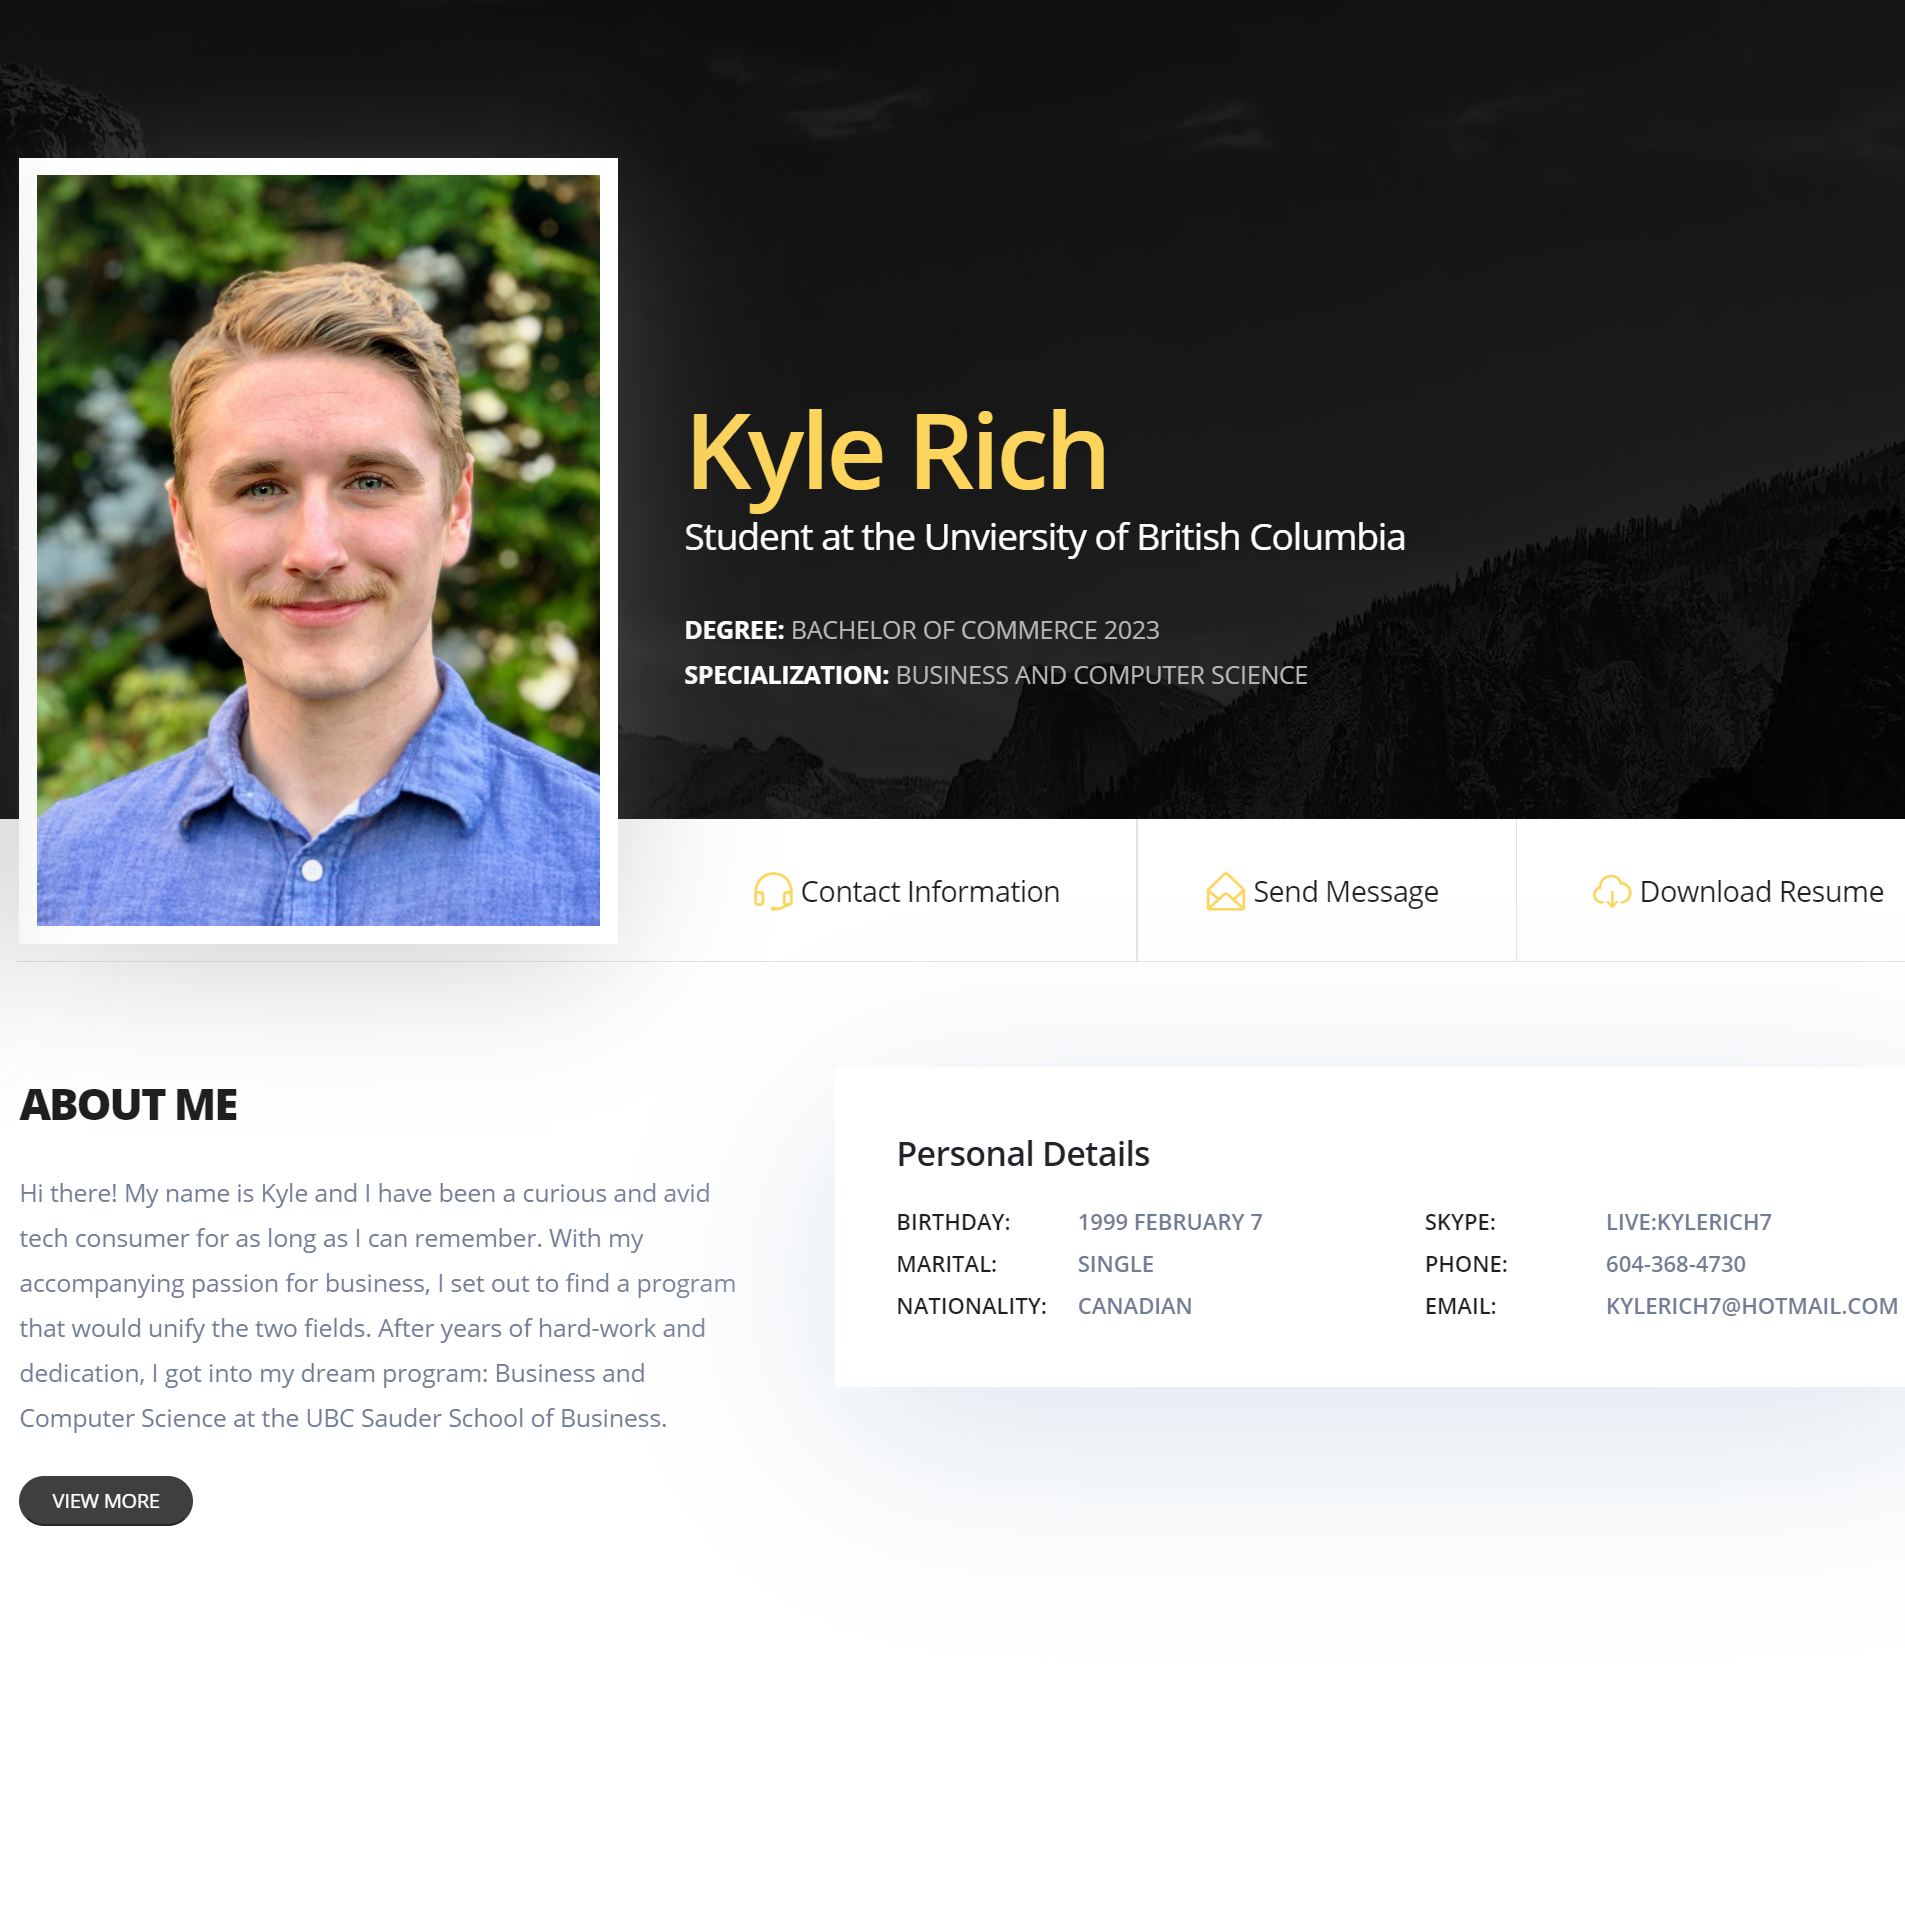 Kyle Rich
Student at the Unviersity of British Columbia
DEGREE: BACHELOR OF COMMERCE 2023
SPECIALIZATION: BUSINESS AND COMPUTER SCIENCE
Contact Information
Send Message
Download Resume
ABOUT ME
Hi there! My name is Kyle and I have been a curious and avid
tech consumer for as long as I can remember. With my
accompanying passion for business, I set out to find a program
that would unify the two fields. After years of hard-work and
dedication, I got into my dream program: Business and
Computer Science at the UBC Sauder School of Business.
VIEW MORE
Personal Details
BIRTHDAY: 1999 FEBRUARY 7
MARITAL: SINGLE
NATIONALITY: CANADIAN
SKYPE: LIVE:KYLERICH7
PHONE: 604-368-4730
EMAIL: KYLERICH7@HOTMAIL.COM